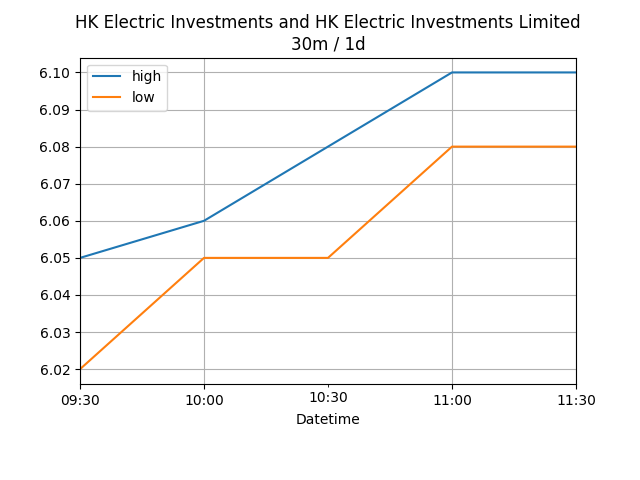 HK Electric Investments and HK Electric Investments Limited
30m / 1d
high
low
6.10
6.09
6.08
6.07
6.06
6.05
6.04
6.03
6.02
09:30 10:00 10:30 11:00 11:30
Datetime